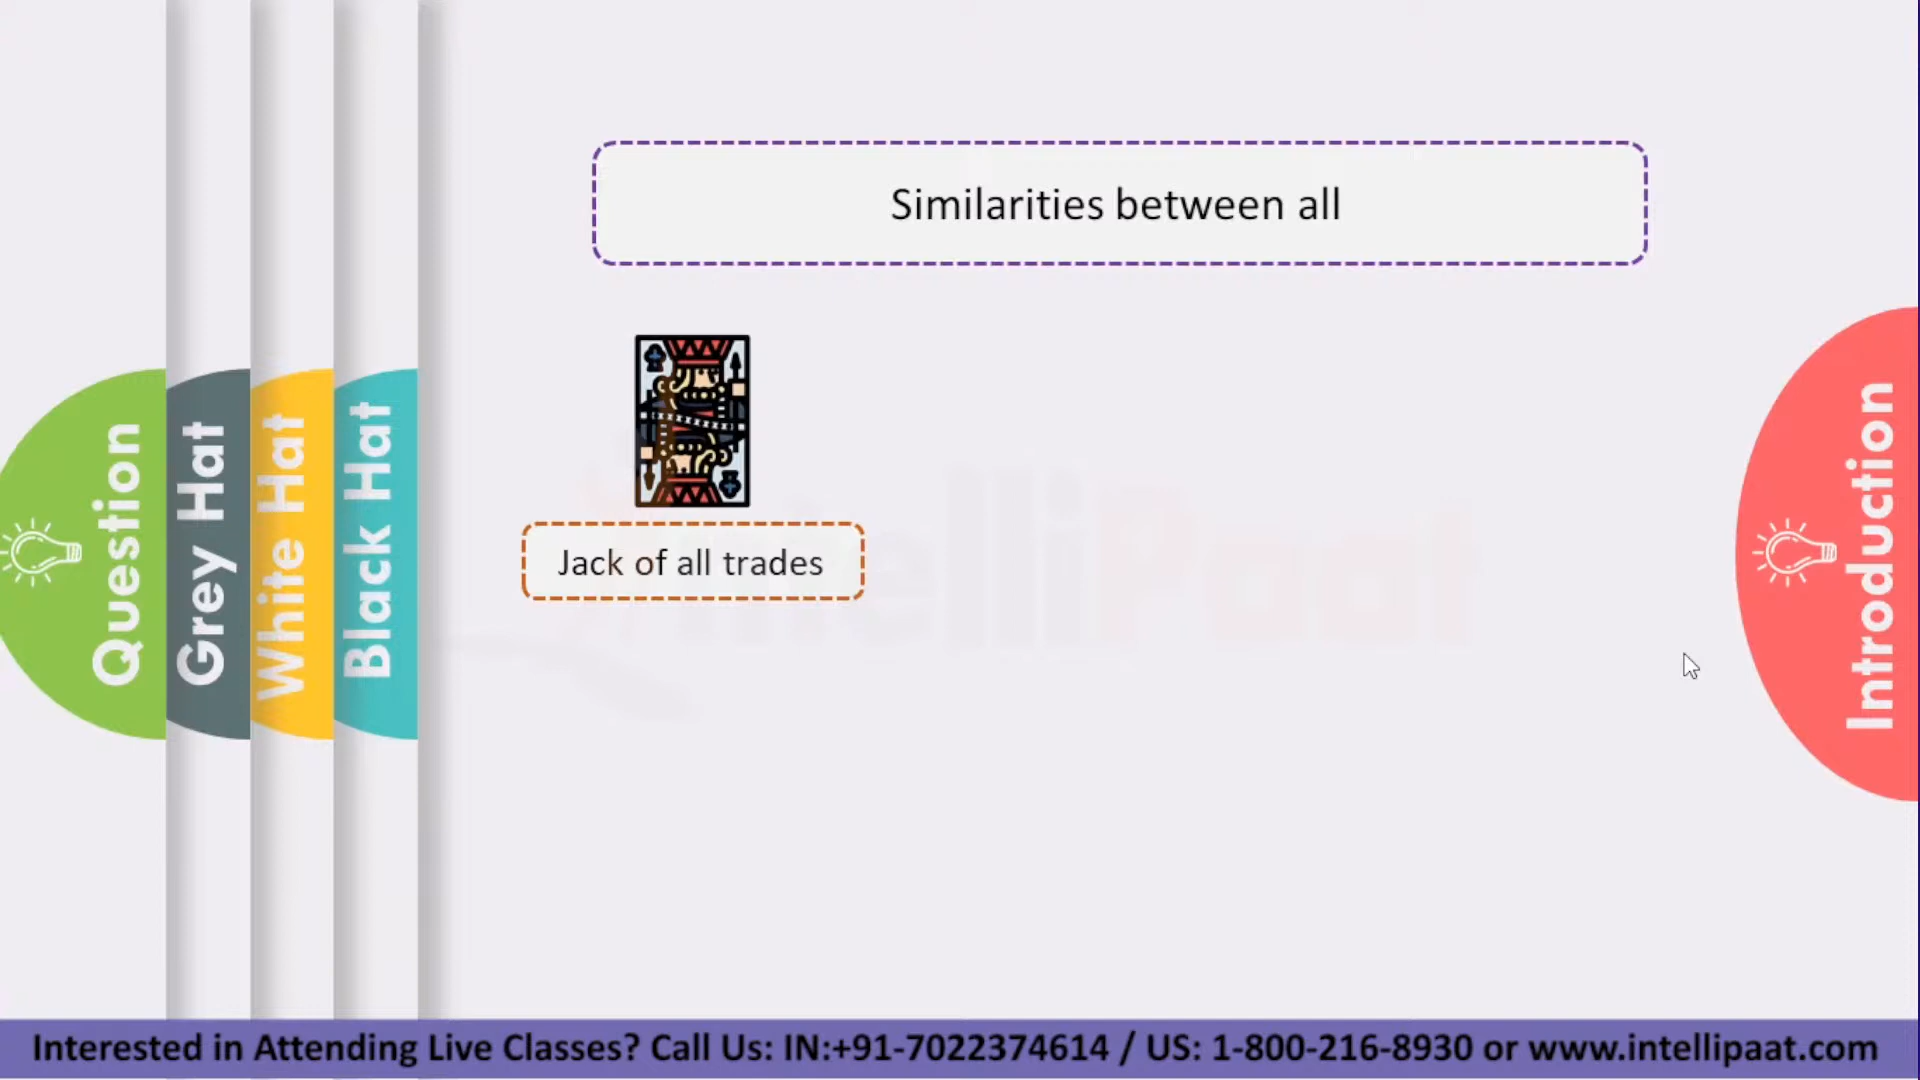 Question
Grey Hat
White Hat
Black Hat
Similarities between all
Jack of all trades
IntelliPaat
Introduction
Interested in Attending Live Classes? Call Us: IN:+91-7022374614 / US: 1-800-216-8930 or www.intellipaat.com